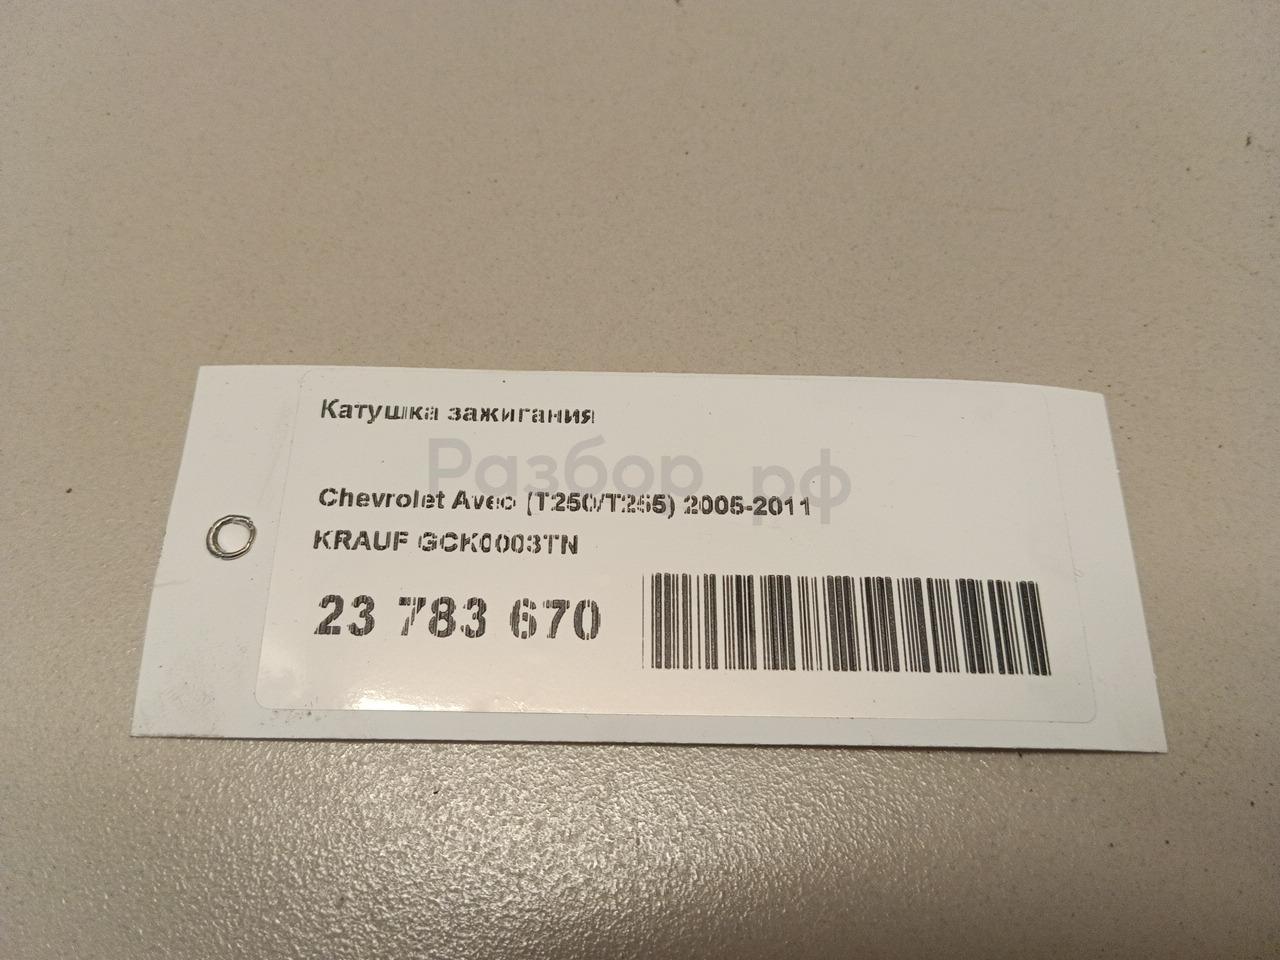 Катушка зажигания
Разбор рф
Chevrolet Aveo (T250/T255) 2005-2011
KRAUF GCK0003TN
23 783 670